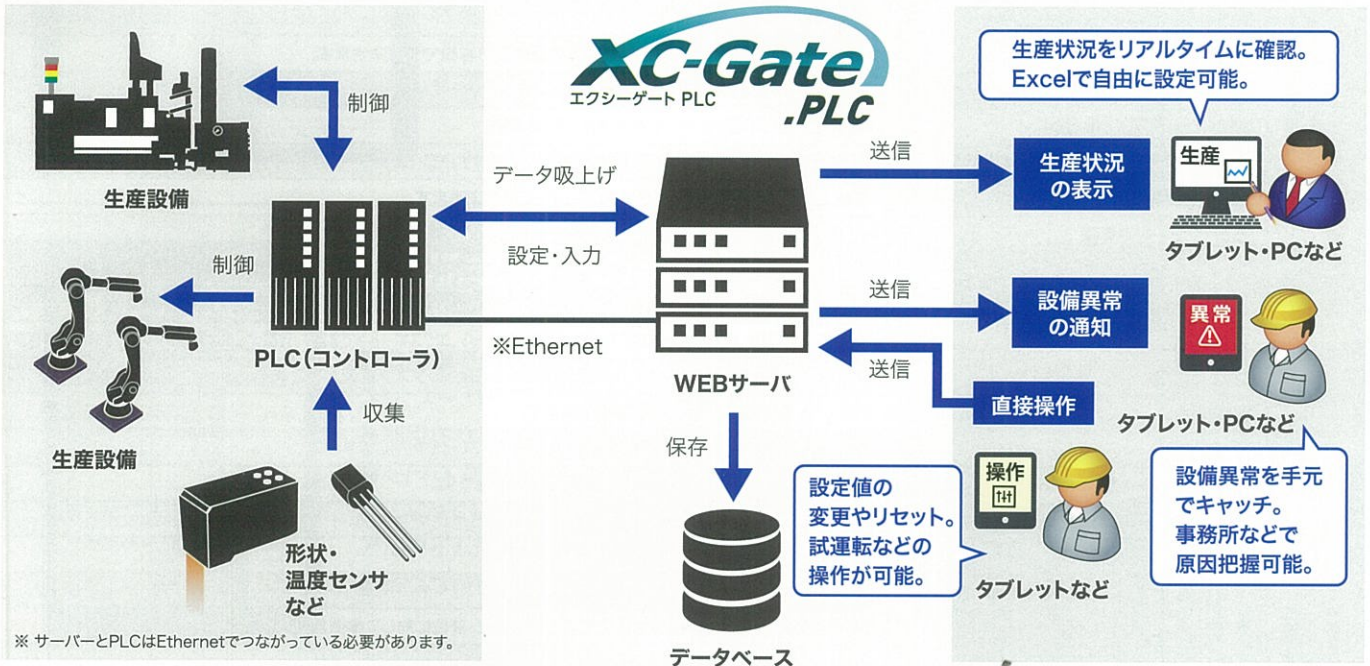 XC-Gate
エクシーゲート PLC
.PLC
制御
生産設備
制御
生産設備
PLC(コントローラ)
収集
形状・
温度センサ
など
※ サーバーとPLCはEthernetでつながっている必要があります。
データ吸上げ
設定・入力
※Ethernet
WEBサーバ
保存
データベース
送信
生産状況をリアルタイムに確認。
Excelで自由に設定可能。
生産状況
の表示
生産
タブレット・PCなど
送信
設備異常
の通知
異常
タブレット・PCなど
設備異常を手元
でキャッチ。
事務所などで
原因把握可能。
送信
直接操作
操作
タブレットなど
設定値の
変更やリセット。
試運転などの
操作が可能。